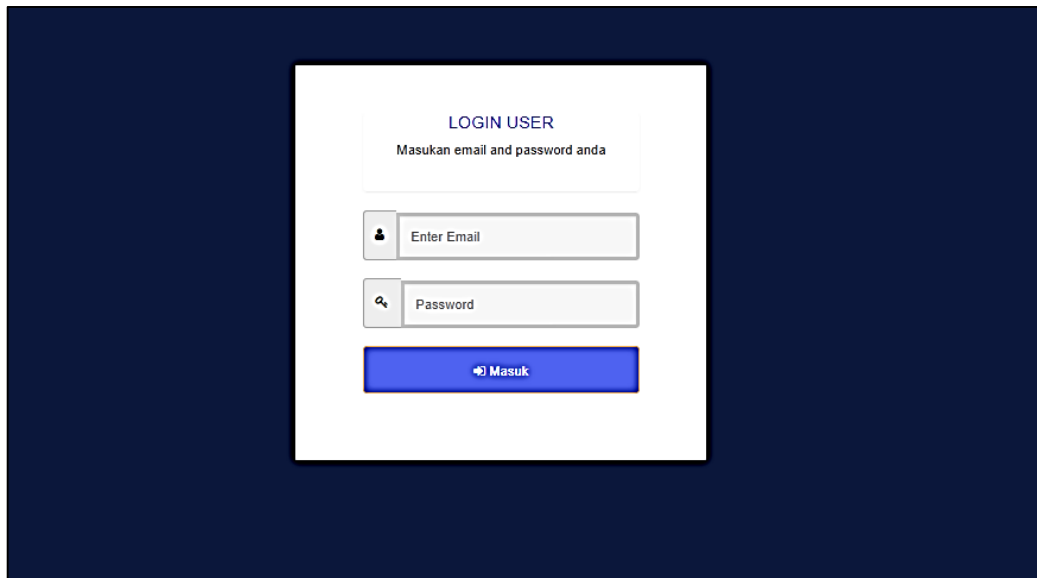 LOGIN USER
Masukan email and password anda
Enter Email
Password
Masuk